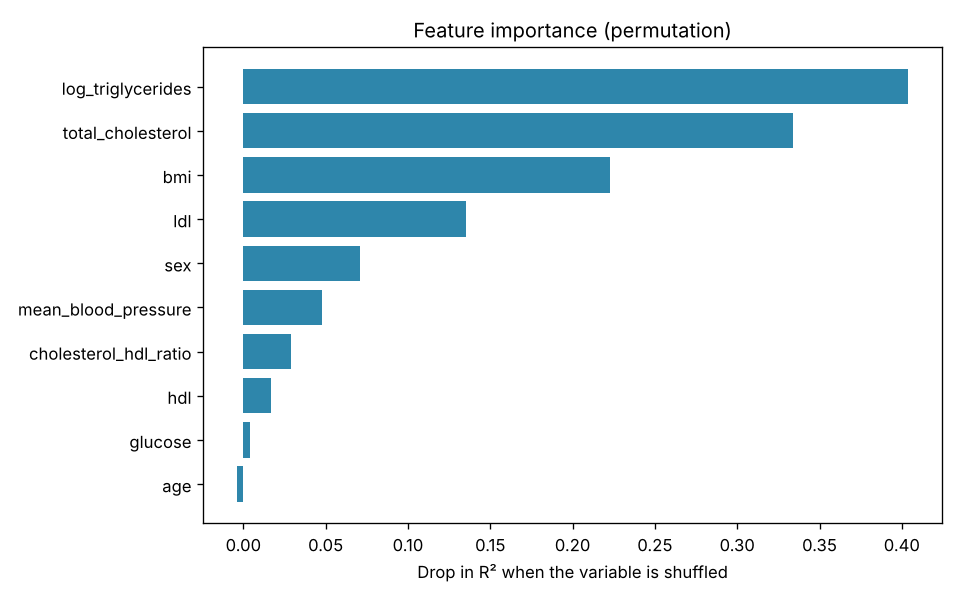 Feature importance (permutation)
log_triglycerides
total_cholesterol
bmi
ldl
sex
mean_blood_pressure
cholesterol_hdl_ratio
hdl
glucose
age
0.00 0.05 0.10 0.15 0.20 0.25 0.30 0.35 0.40
Drop in R² when the variable is shuffled